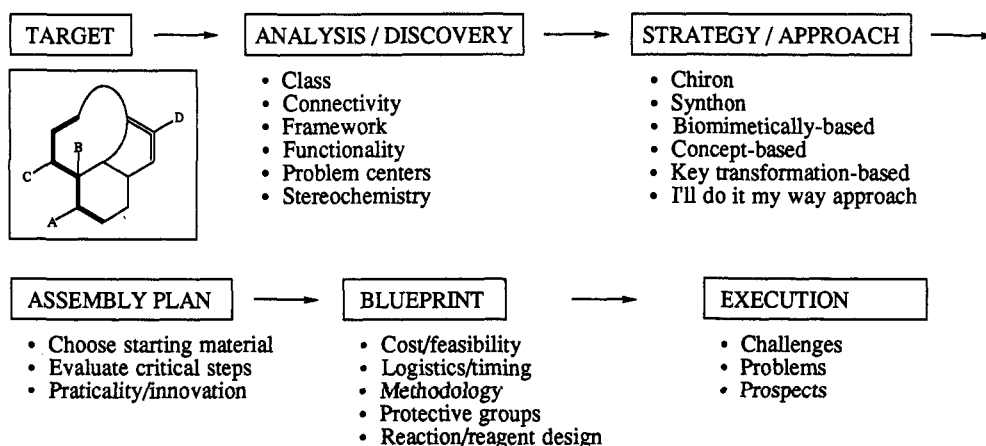 TARGET
ANALYSIS / DISCOVERY
STRATEGY / APPROACH
D
B
C
A
• Class
• Connectivity
• Framework
• Functionality
• Problem centers
• Stereochemistry
• Chiron
• Synthon
• Biomimetically-based
• Concept-based
• Key transformation-based
• I'll do it my way approach
ASSEMBLY PLAN
BLUEPRINT
EXECUTION
• Choose starting material
• Evaluate critical steps
• Praticality/innovation
• Cost/feasibility
• Logistics/timing
• Methodology
• Protective groups
• Reaction/reagent design
• Challenges
• Problems
• Prospects